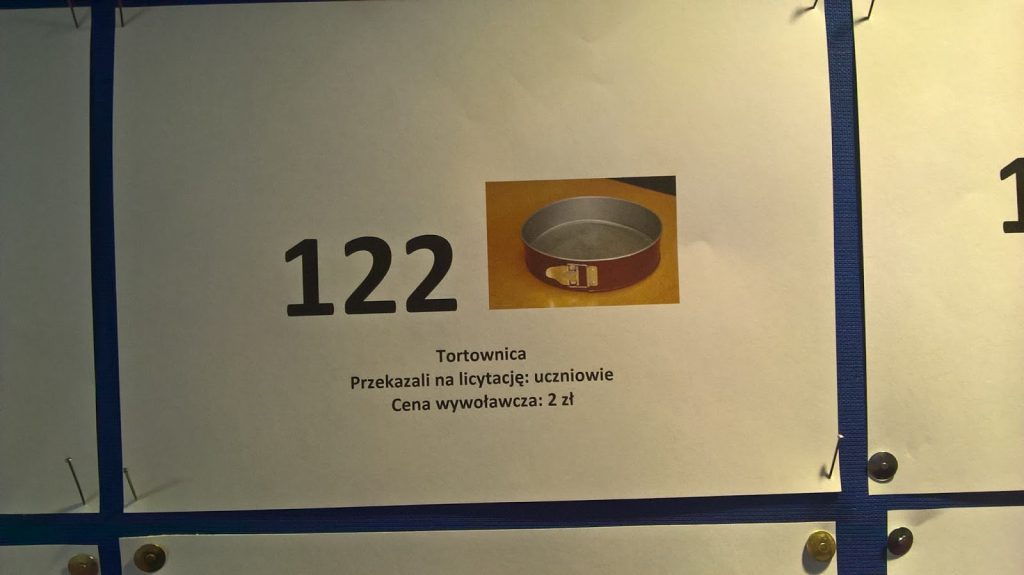 122
Tortownica
Przekazali na licytację: uczniowie
Cena wywoławcza: 2 zł